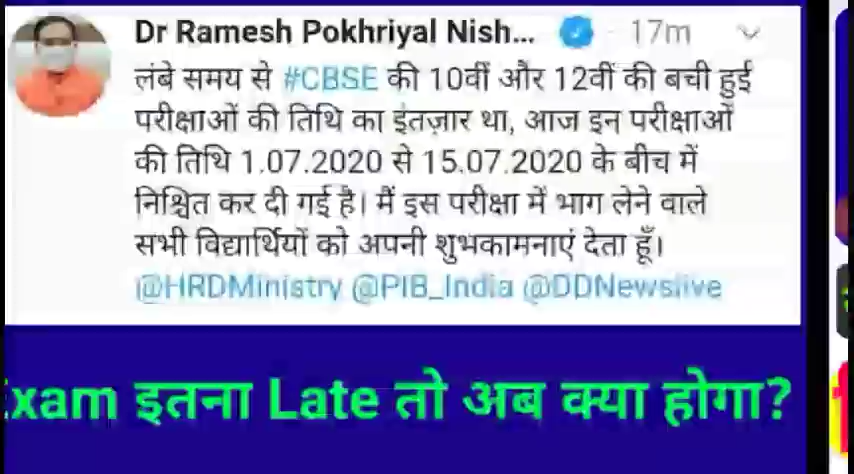 Dr Ramesh Pokhriyal Nish... 17m
लंबे समय से #CBSE की 10वीं और 12वीं की बची हुई
परीक्षाओं की तिथि का इंतज़ार था, आज इन परीक्षाओं
की तिथि 1.07.2020 से 15.07.2020 के बीच में
निश्चित कर दी गई है। मैं इस परीक्षा में भाग लेने वाले
सभी विद्यार्थियों को अपनी शुभकामनाएं देता हूँ।
@HRDMinistry @PIB_India @DDNewslive
xam इतना Late तो अब क्या होगा?